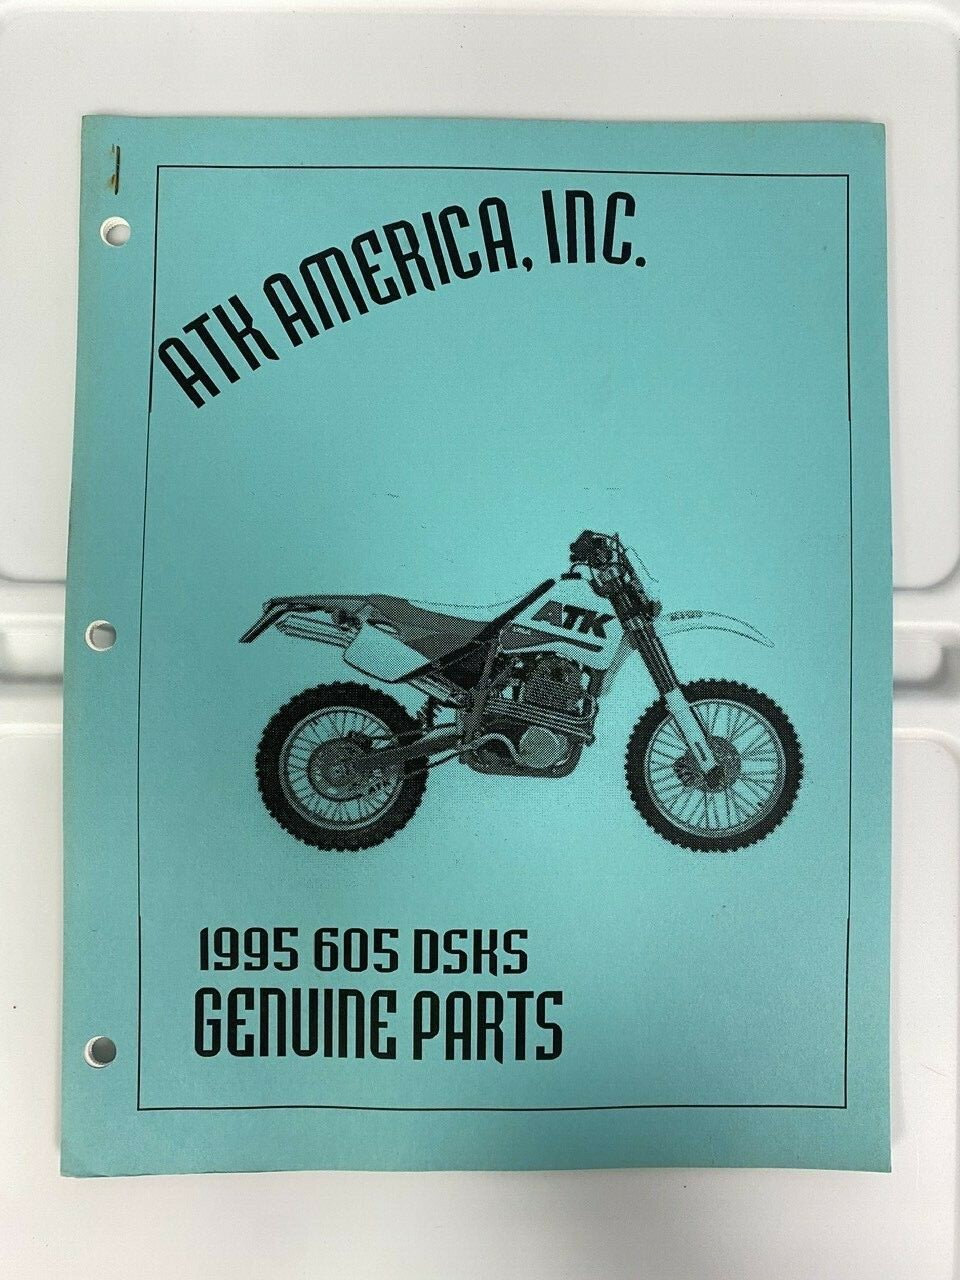 ATK AMERICA, INC.
ATK
1995 605 DSKS
GENUINE PARTS